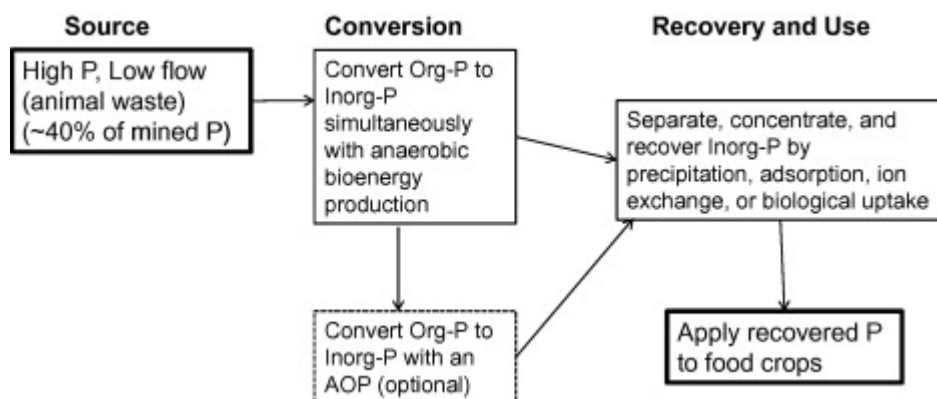 Source
Conversion
Recovery and Use
High P, Low flow
(animal waste)
(~40% of mined P)
Convert Org-P to
Inorg-P
simultaneously
with anaerobic
bioenergy
production
Separate, concentrate, and
recover Inorg-P by
precipitation, adsorption, ion
exchange, or biological uptake
Convert Org-P to
Inorg-P with an
AOP (optional)
Apply recovered P
to food crops